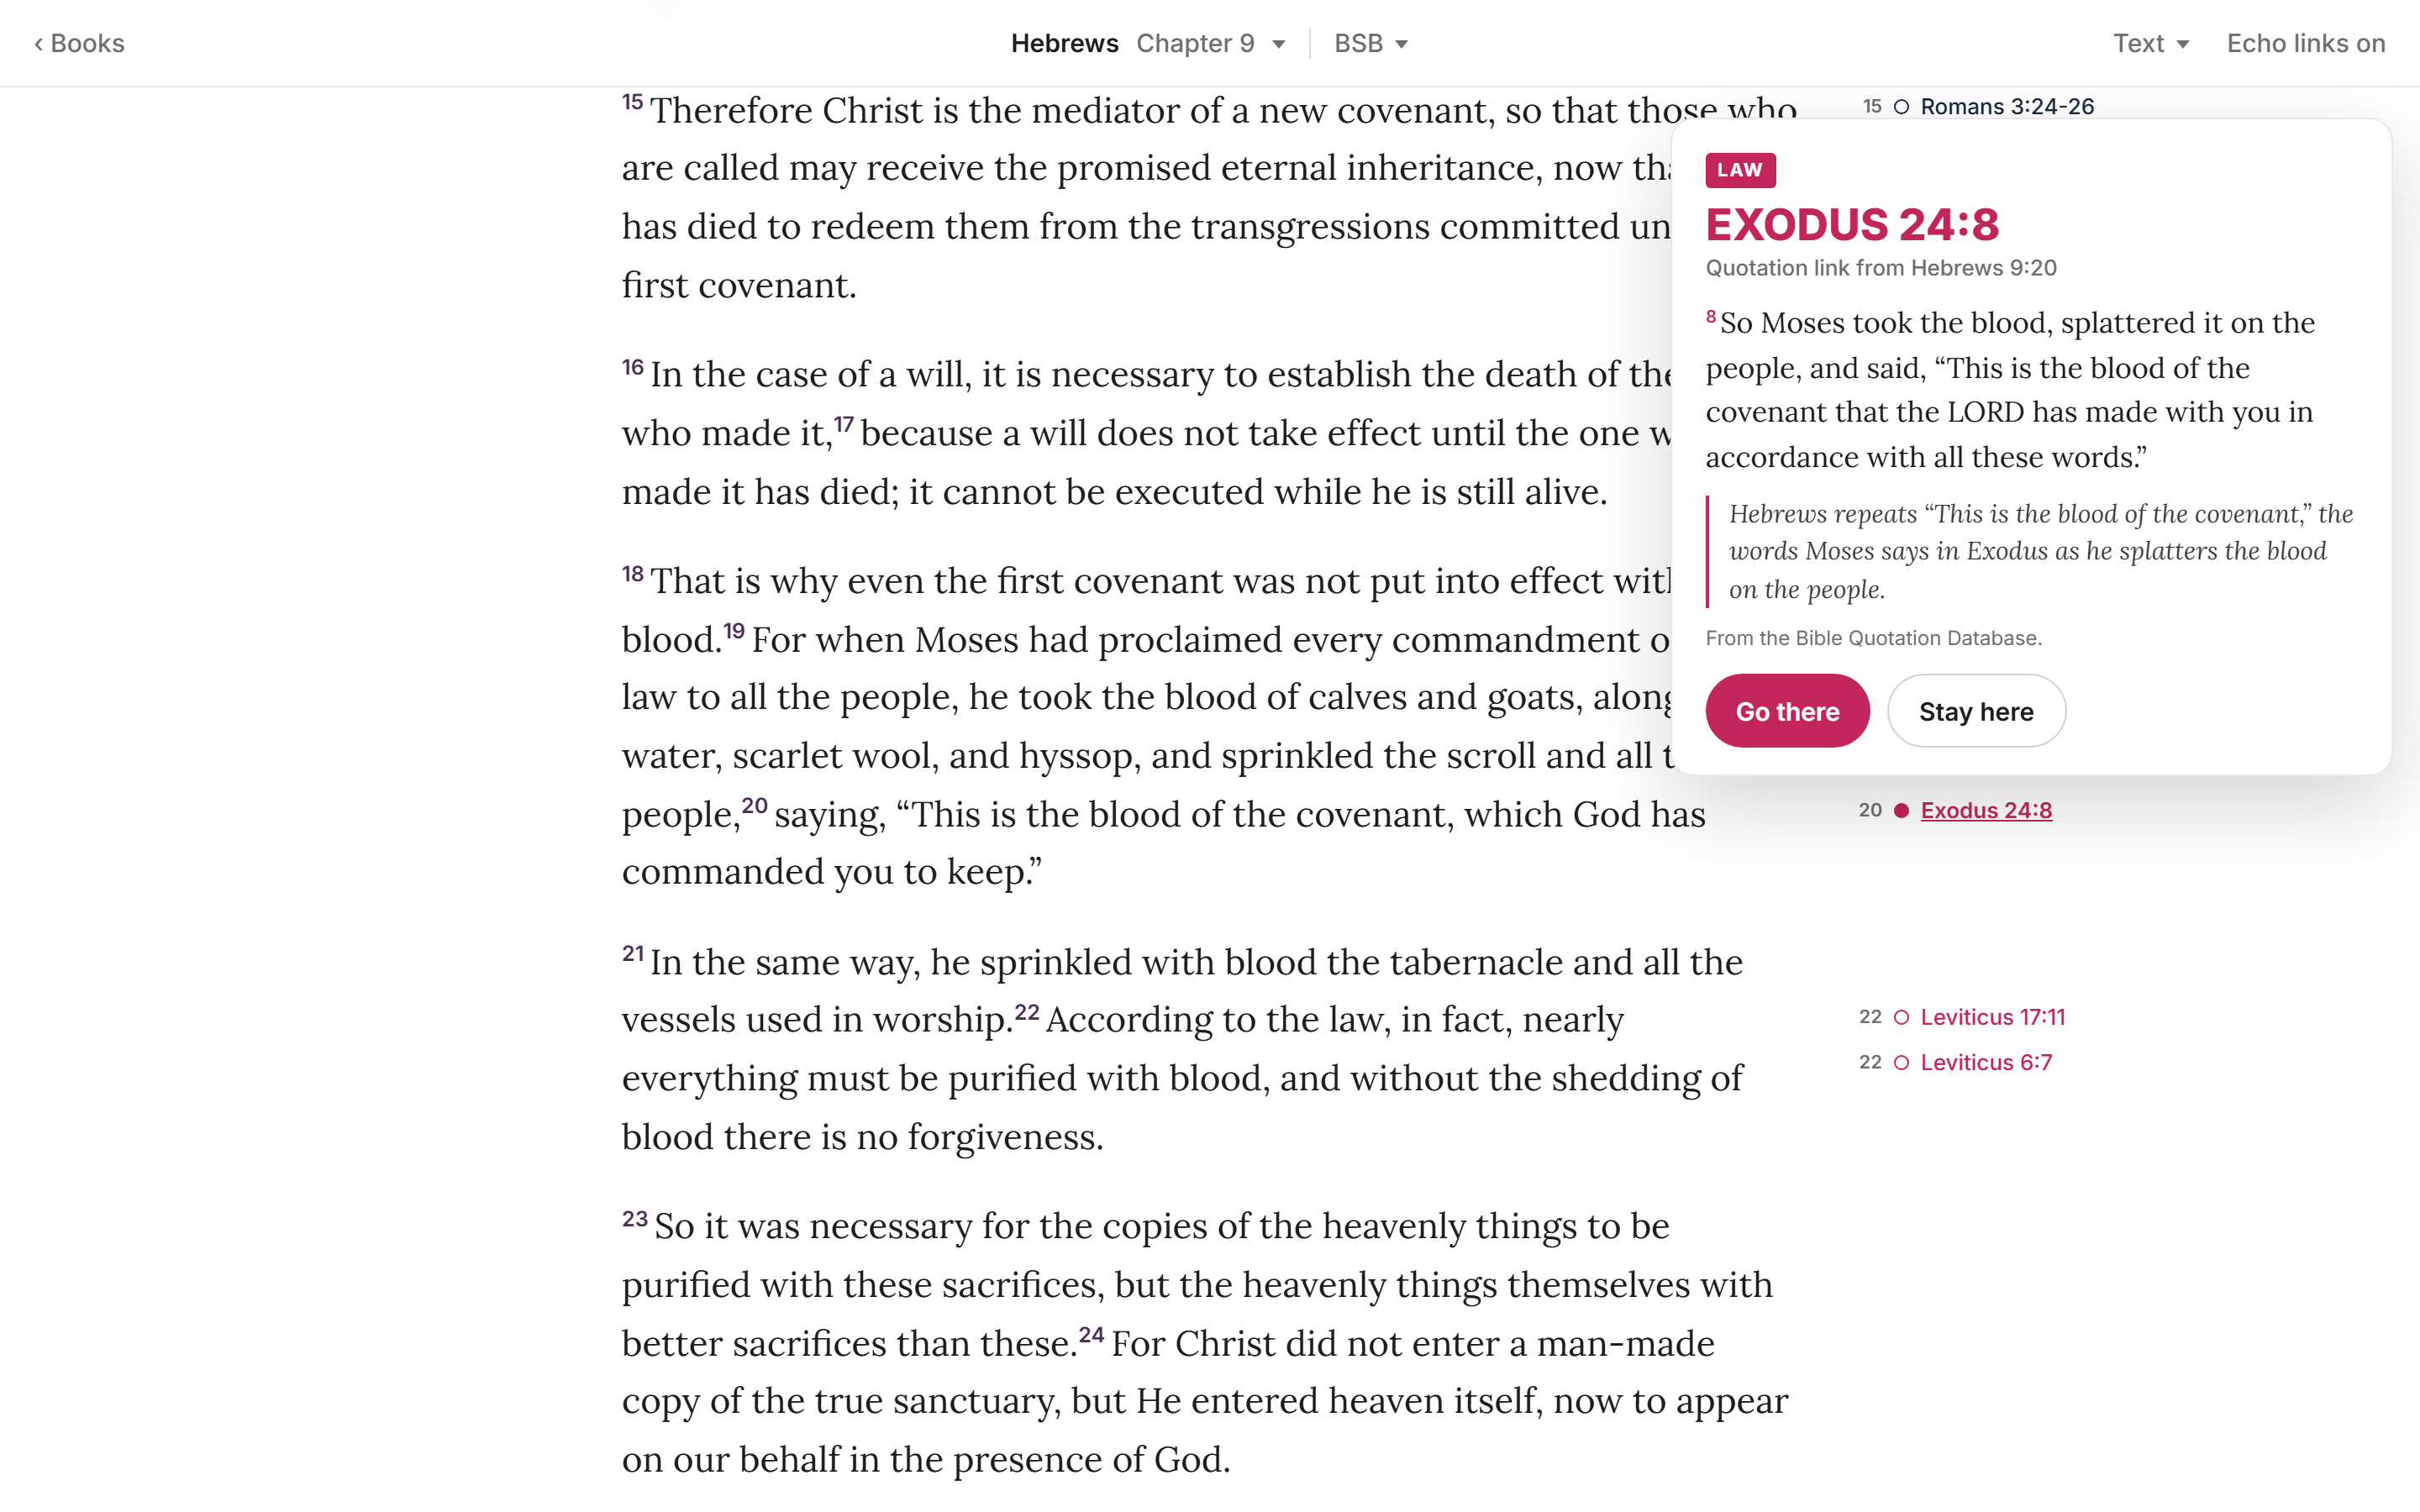 ‹ Books
Hebrews Chapter 9 BSB
Text Echo links on
15 Therefore Christ is the mediator of a new covenant, so that those who
are called may receive the promised eternal inheritance, now
has died to redeem them from the transgressions committed
first covenant.
16 In the case of a will, it is necessary to establish the death of
who made it, 17 because a will does not take effect until the one
made it has died; it cannot be executed while he is still alive.
18 That is why even the first covenant was not put into effect
blood. 19 For when Moses had proclaimed every commandment
law to all the people, he took the blood of calves and goats,
water, scarlet wool, and hyssop, and sprinkled the scroll and all
people, 20 saying, “This is the blood of the covenant, which God has
commanded you to keep.”
21 In the same way, he sprinkled with blood the tabernacle and all the
vessels used in worship. 22 According to the law, in fact, nearly
everything must be purified with blood, and without the shedding of
blood there is no forgiveness.
23 So it was necessary for the copies of the heavenly things to be
purified with these sacrifices, but the heavenly things themselves with
better sacrifices than these. 24 For Christ did not enter a man-made
copy of the true sanctuary, but He entered heaven itself, now to appear
on our behalf in the presence of God.
15 Romans 3:24-26
LAW
EXODUS 24:8
Quotation link from Hebrews 9:20
8 So Moses took the blood, splattered it on the
people, and said, “This is the blood of the
covenant that the LORD has made with you in
accordance with all these words.”
Hebrews repeats “This is the blood of the covenant,” the
words Moses says in Exodus as he splatters the blood
on the people.
From the Bible Quotation Database.
Go there
Stay here
20 Exodus 24:8
22 Leviticus 17:11
22 Leviticus 6:7